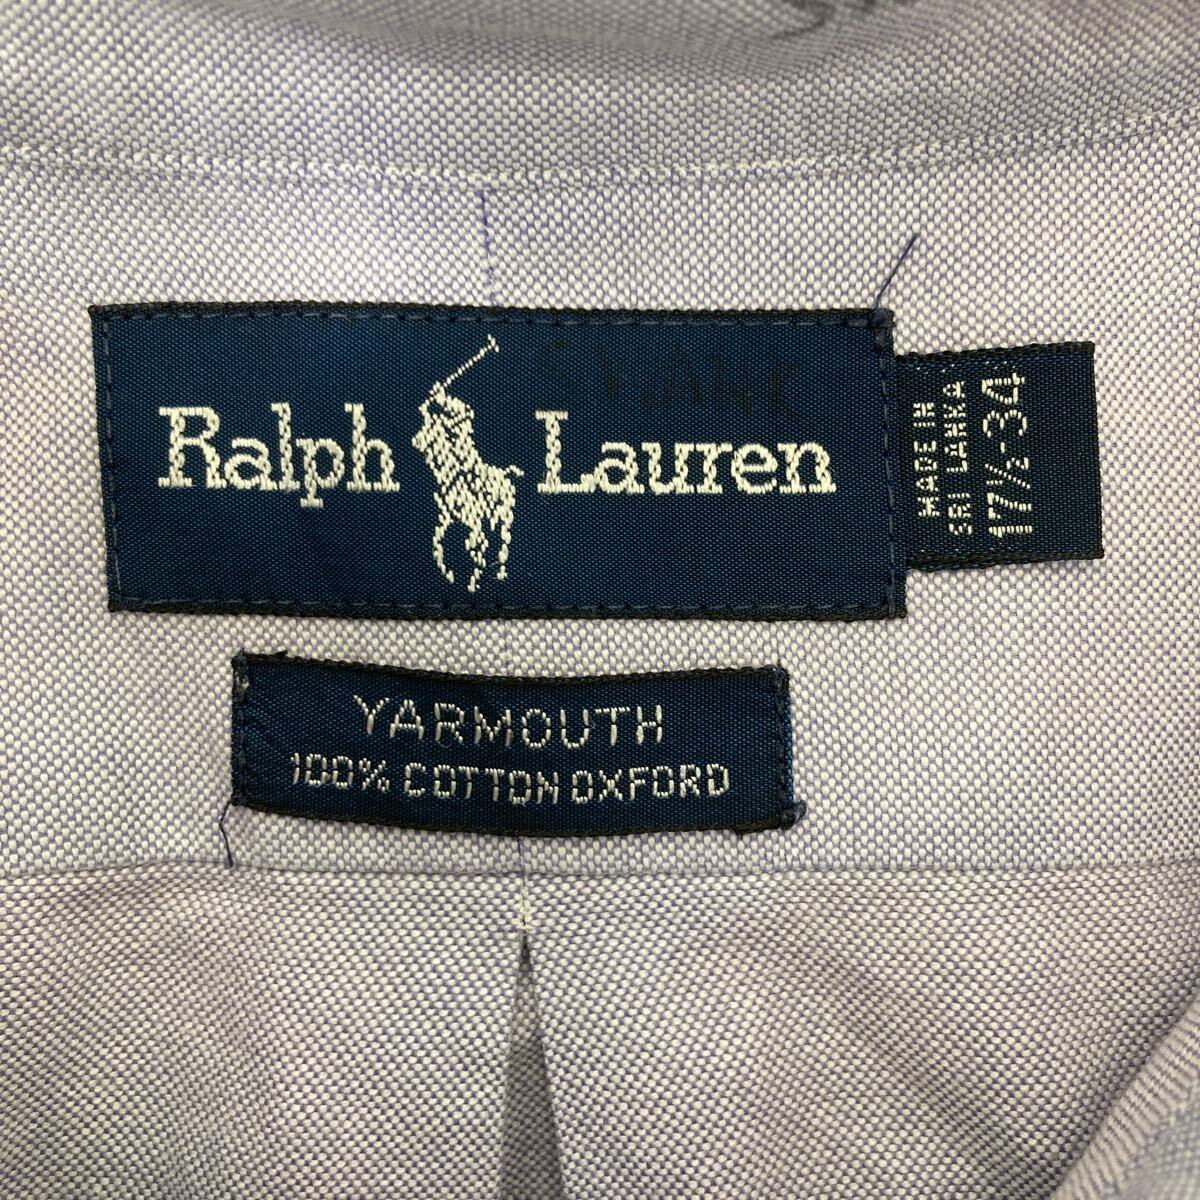 Ralph Lauren
MADE IN
SRI LANKA
17½-34
YARMOUTH
100% COTTON OXFORD